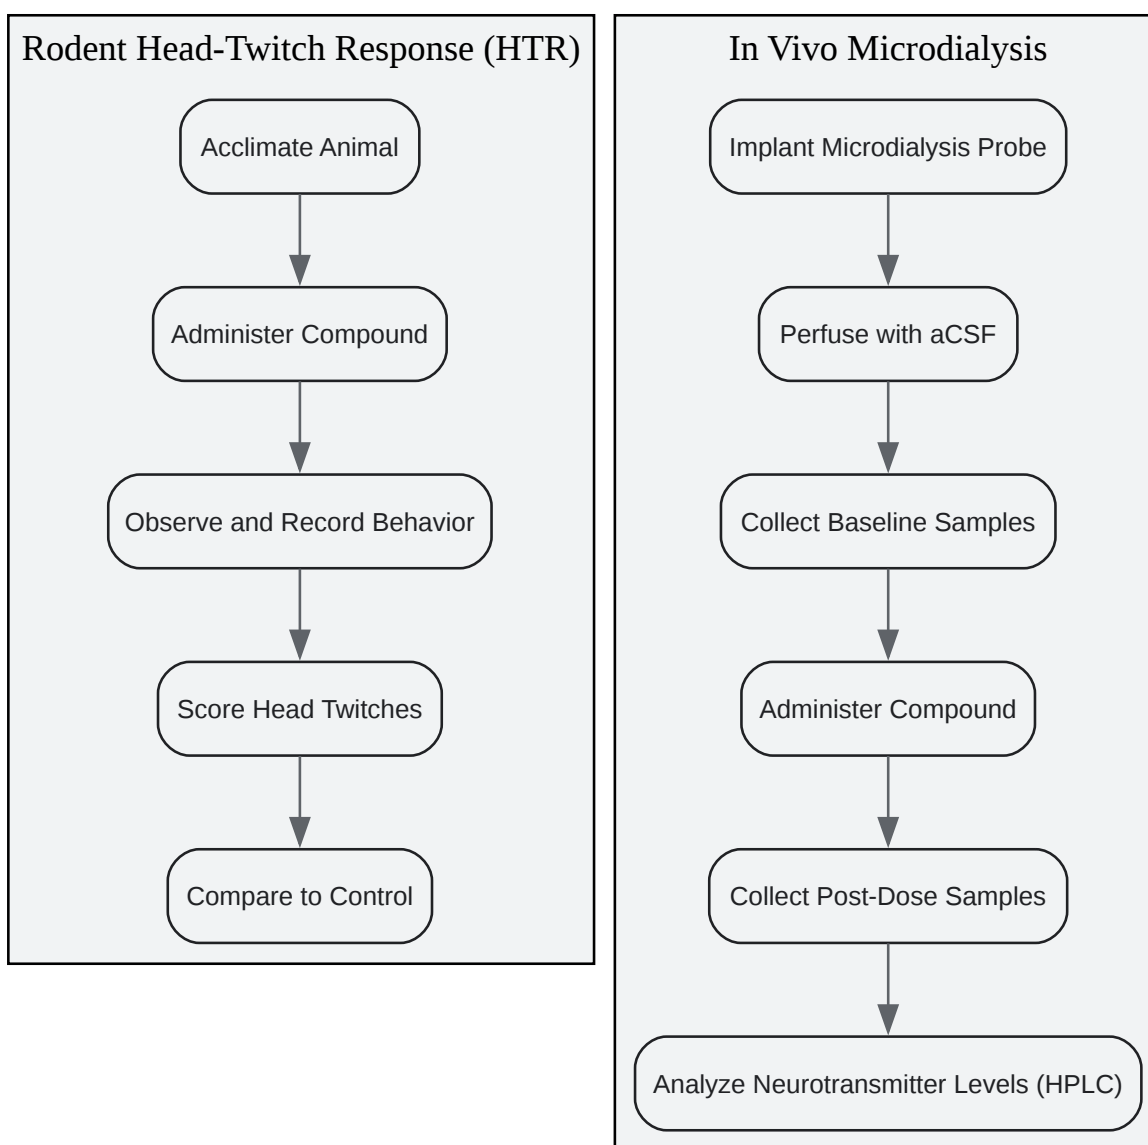 Rodent Head-Twitch Response (HTR)
Acclimate Animal
Administer Compound
Observe and Record Behavior
Score Head Twitches
Compare to Control
In Vivo Microdialysis
Implant Microdialysis Probe
Perfuse with aCSF
Collect Baseline Samples
Administer Compound
Collect Post-Dose Samples
Analyze Neurotransmitter Levels (HPLC)